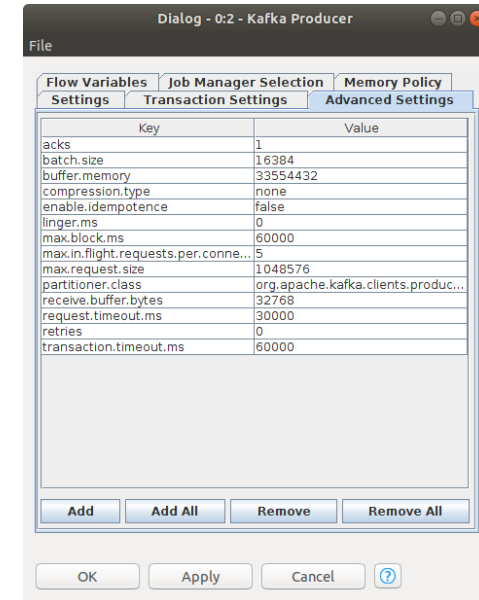 Dialog - 0:2 - Kafka Producer
File
Flow Variables Job Manager Selection Memory Policy
Settings Transaction Settings Advanced Settings
Key Value
acks 1
batch.size 16384
buffer.memory 33554432
compression.type none
enable.idempotence false
linger.ms 0
max.block.ms 60000
max.in.flight.requests.per.conne... 5
max.request.size 1048576
partitioner.class org.apache.kafka.clients.produc...
receive.buffer.bytes 32768
request.timeout.ms 30000
retries 0
transaction.timeout.ms 60000
Add Add All Remove Remove All
OK Apply Cancel ?